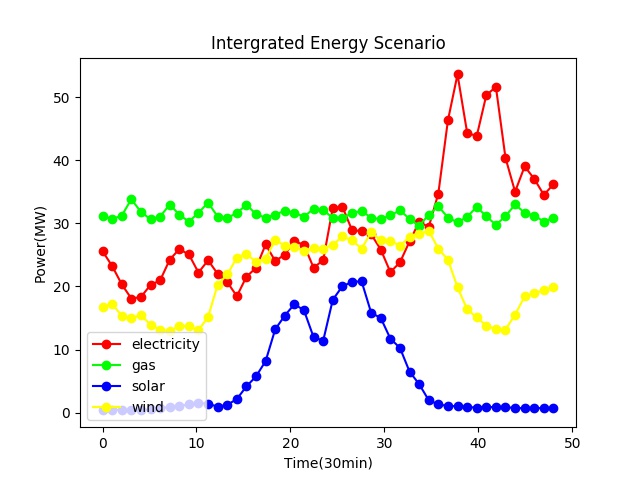 Intergrated Energy Scenario
Power(MW)
50
40
30
20
10
0
electricity
gas
solar
wind
0 10 20 30 40 50
Time(30min)